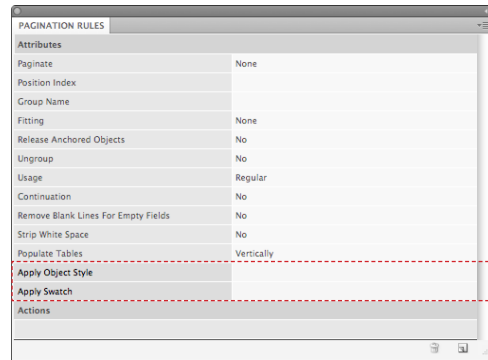 PAGINATION RULES
Attributes
Paginate None
Position Index
Group Name
Fitting None
Release Anchored Objects No
Ungroup No
Usage Regular
Continuation No
Remove Blank Lines For Empty Fields No
Strip White Space No
Populate Tables Vertically
Apply Object Style
Apply Swatch
Actions